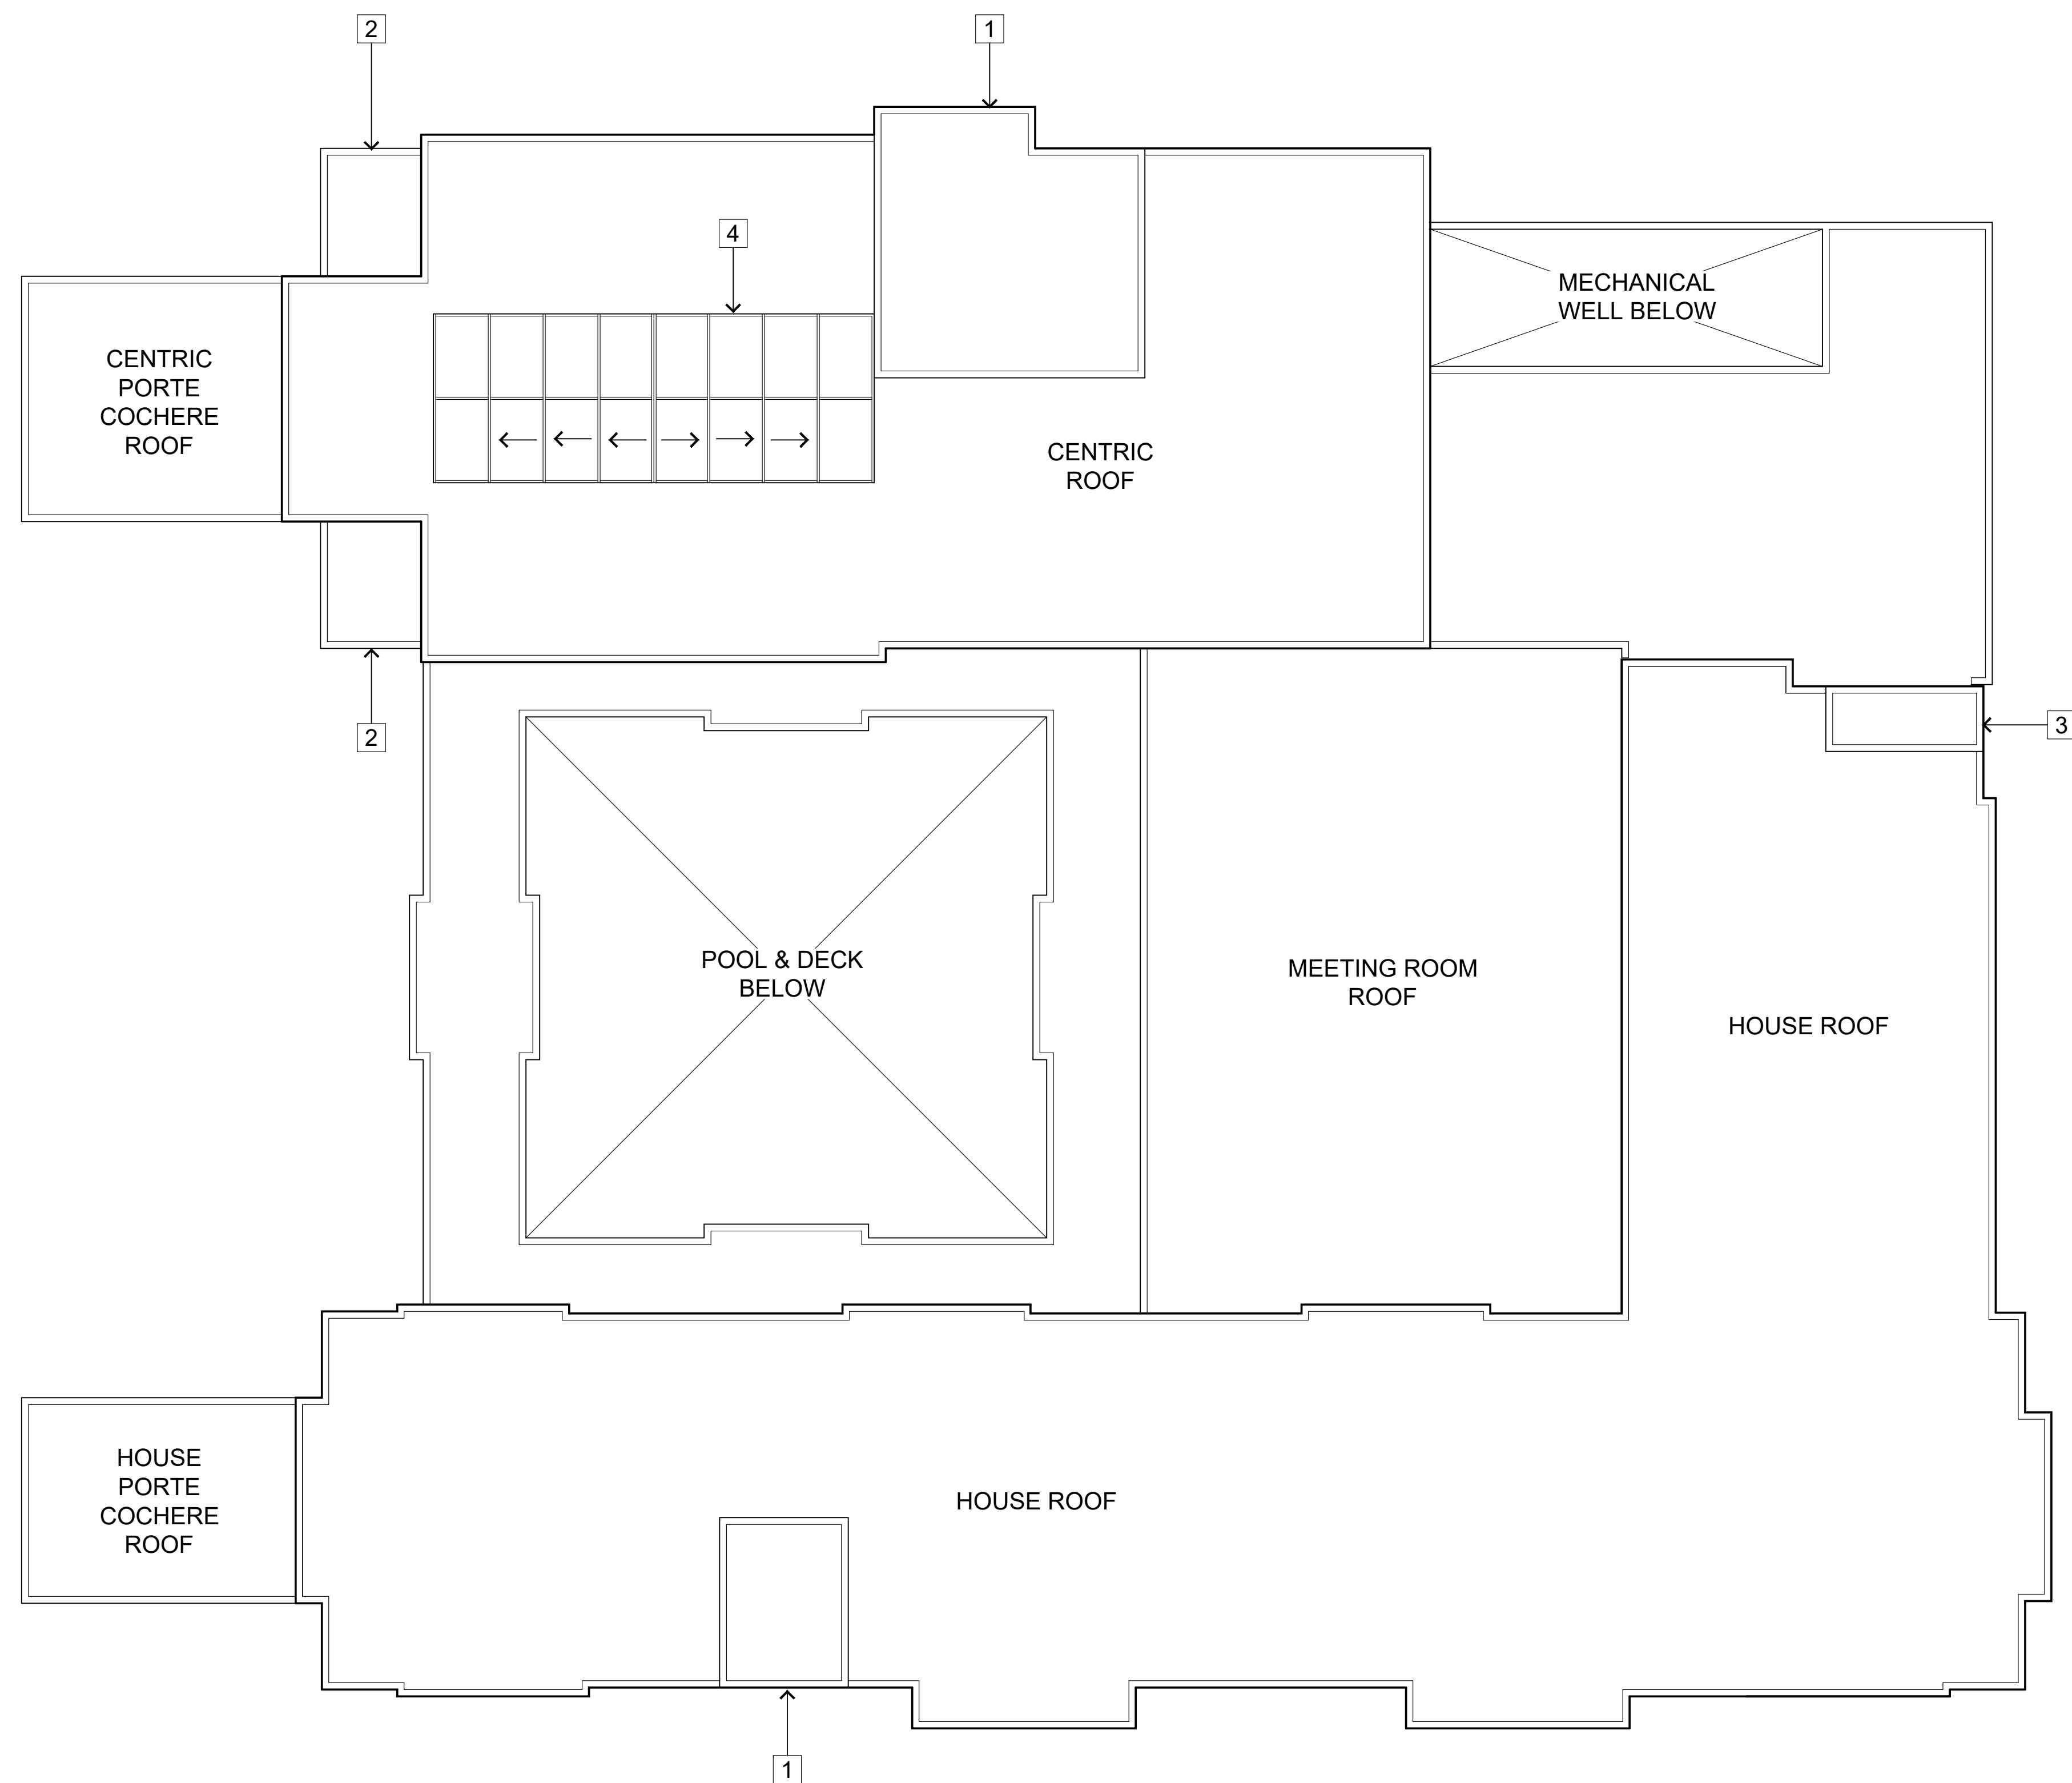 2
1
4
MECHANICAL
WELL BELOW
CENTRIC
PORTE
COCHERE
ROOF
CENTRIC
ROOF
2
3
POOL & DECK
BELOW
MEETING ROOM
ROOF
HOUSE ROOF
HOUSE
PORTE
COCHERE
ROOF
HOUSE ROOF
1